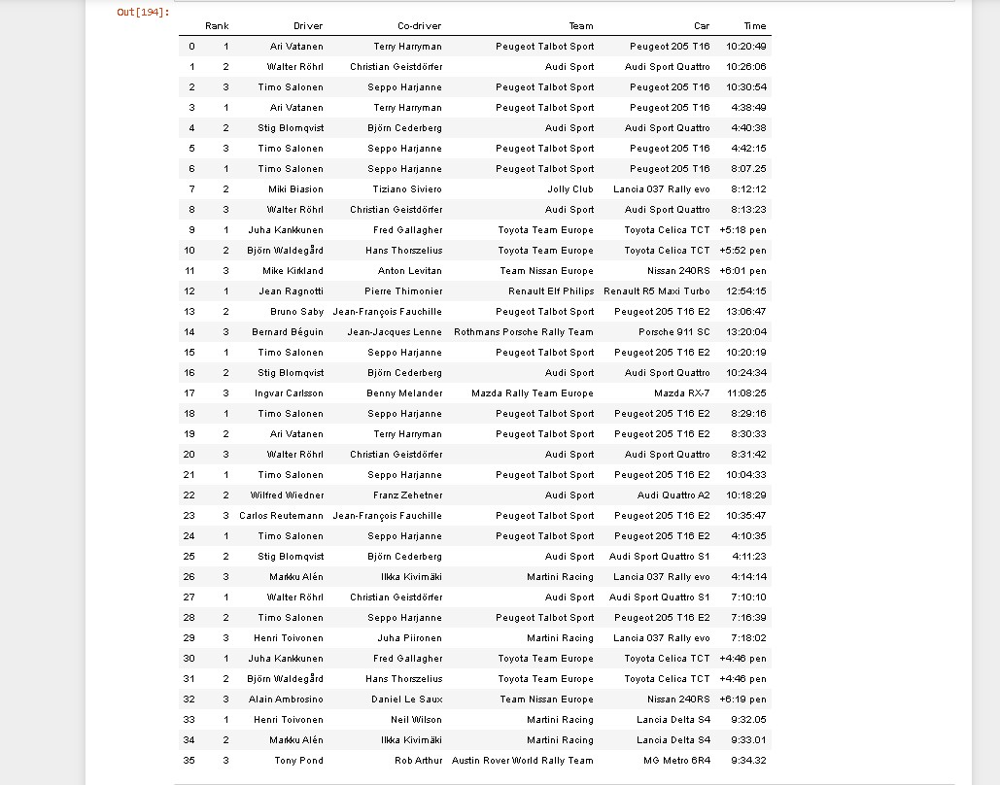 Out[194]:
Rank Driver Co-driver Team Car Time
0 1 Ari Vatanen Terry Harryman Peugeot Talbot Sport Peugeot 205 T16 10:20:49
1 2 Walter Röhrl Christian Geistdörfer Audi Sport Audi Sport Quattro 10:26:06
2 3 Timo Salonen Seppo Harjanne Peugeot Talbot Sport Peugeot 205 T16 10:30:54
3 1 Ari Vatanen Terry Harryman Peugeot Talbot Sport Peugeot 205 T16 4:38:49
4 2 Stig Blomqvist Björn Cederberg Audi Sport Audi Sport Quattro 4:40:38
5 3 Timo Salonen Seppo Harjanne Peugeot Talbot Sport Peugeot 205 T16 4:42:15
6 1 Timo Salonen Seppo Harjanne Peugeot Talbot Sport Peugeot 205 T16 8:07.25
7 2 Miki Biasion Tiziano Siviero Jolly Club Lancia 037 Rally evo 8:12:12
8 3 Walter Röhrl Christian Geistdörfer Audi Sport Audi Sport Quattro 8:13:23
9 1 Juha Kankkunen Fred Gallagher Toyota Team Europe Toyota Celica TCT +5:18 pen
10 2 Björn Waldegård Hans Thorszelius Toyota Team Europe Toyota Celica TCT +5:52 pen
11 3 Mike Kirkland Anton Levitan Team Nissan Europe Nissan 240RS +6:01 pen
12 1 Jean Ragnotti Pierre Thimonier Renault Elf Philips Renault R5 Maxi Turbo 12:54:15
13 2 Bruno Saby Jean-François Fauchille Peugeot Talbot Sport Peugeot 205 T16 E2 13:06:47
14 3 Bernard Béguin Jean-Jacques Lenne Rothmans Porsche Rally Team Porsche 911 SC 13:20:04
15 1 Timo Salonen Seppo Harjanne Peugeot Talbot Sport Peugeot 205 T16 E2 10:20:19
16 2 Stig Blomqvist Björn Cederberg Audi Sport Audi Sport Quattro 10:24:34
17 3 Ingvar Carlsson Benny Melander Mazda Rally Team Europe Mazda RX-7 11:08:25
18 1 Timo Salonen Seppo Harjanne Peugeot Talbot Sport Peugeot 205 T16 E2 8:29:16
19 2 Ari Vatanen Terry Harryman Peugeot Talbot Sport Peugeot 205 T16 E2 8:30:33
20 3 Walter Röhrl Christian Geistdörfer Audi Sport Audi Sport Quattro 8:31:42
21 1 Timo Salonen Seppo Harjanne Peugeot Talbot Sport Peugeot 205 T16 E2 10:04:33
22 2 Wilfred Wiedner Franz Zehetner Audi Sport Audi Quattro A2 10:18:29
23 3 Carlos Reutemann Jean-François Fauchille Peugeot Talbot Sport Peugeot 205 T16 E2 10:35:47
24 1 Timo Salonen Seppo Harjanne Peugeot Talbot Sport Peugeot 205 T16 E2 4:10:35
25 2 Stig Blomqvist Björn Cederberg Audi Sport Audi Sport Quattro S1 4:11:23
26 3 Markku Alén Ilkka Kivimäki Martini Racing Lancia 037 Rally evo 4:14:14
27 1 Walter Röhrl Christian Geistdörfer Audi Sport Audi Sport Quattro S1 7:10:10
28 2 Timo Salonen Seppo Harjanne Peugeot Talbot Sport Peugeot 205 T16 E2 7:16:39
29 3 Henri Toivonen Juha Piironen Martini Racing Lancia 037 Rally evo 7:18:02
30 1 Juha Kankkunen Fred Gallagher Toyota Team Europe Toyota Celica TCT +4:46 pen
31 2 Björn Waldegård Hans Thorszelius Toyota Team Europe Toyota Celica TCT +4:46 pen
32 3 Alain Ambrosino Daniel Le Saux Team Nissan Europe Nissan 240RS +6:19 pen
33 1 Henri Toivonen Neil Wilson Martini Racing Lancia Delta S4 9:32.05
34 2 Markku Alén Ilkka Kivimäki Martini Racing Lancia Delta S4 9:33.01
35 3 Tony Pond Rob Arthur Austin Rover World Rally Team MG Metro 6R4 9:34.32